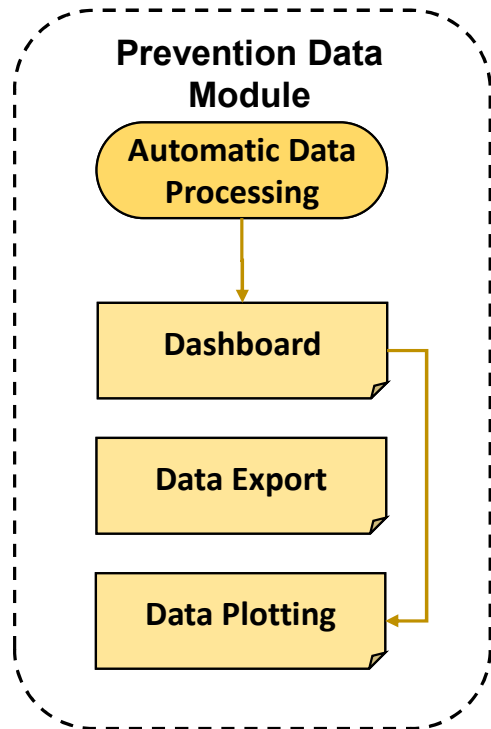 Prevention Data
Module
Automatic Data
Processing
Dashboard
Data Export
Data Plotting